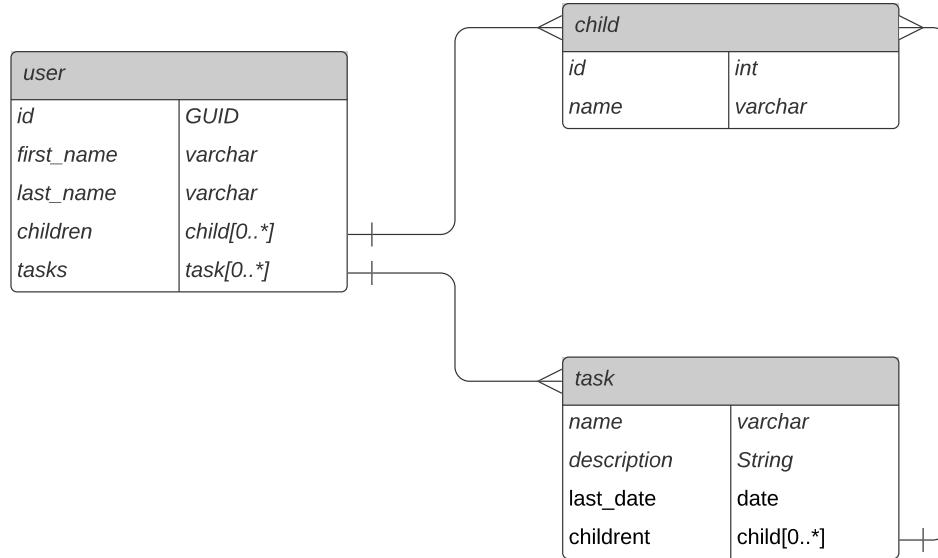 user
id GUID
first_name varchar
last_name varchar
children child[0..*]
tasks task[0..*]
child
id int
name varchar
task
name varchar
description String
last_date date
childrent child[0..*]